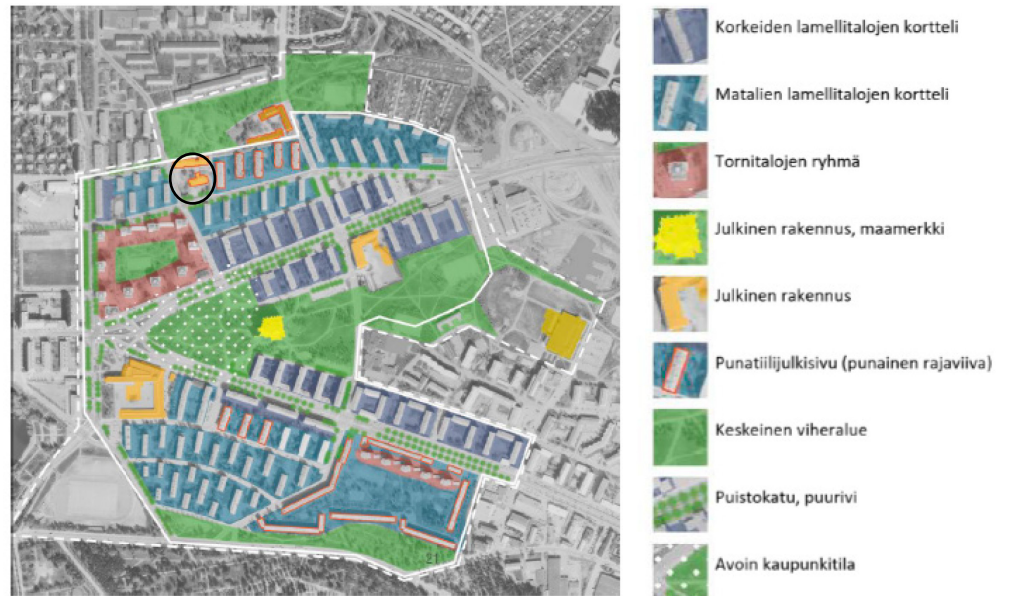 Korkeiden lamellitalojen kortteli
Matalien lamellitalojen kortteli
Tornitalojen ryhmä
Julkinen rakennus, maamerkki
Julkinen rakennus
Punatiilijulkisivu (punainen rajaviiva)
Keskeinen viheralue
Puistokatu, puurivi
Avoin kaupunkitila
21